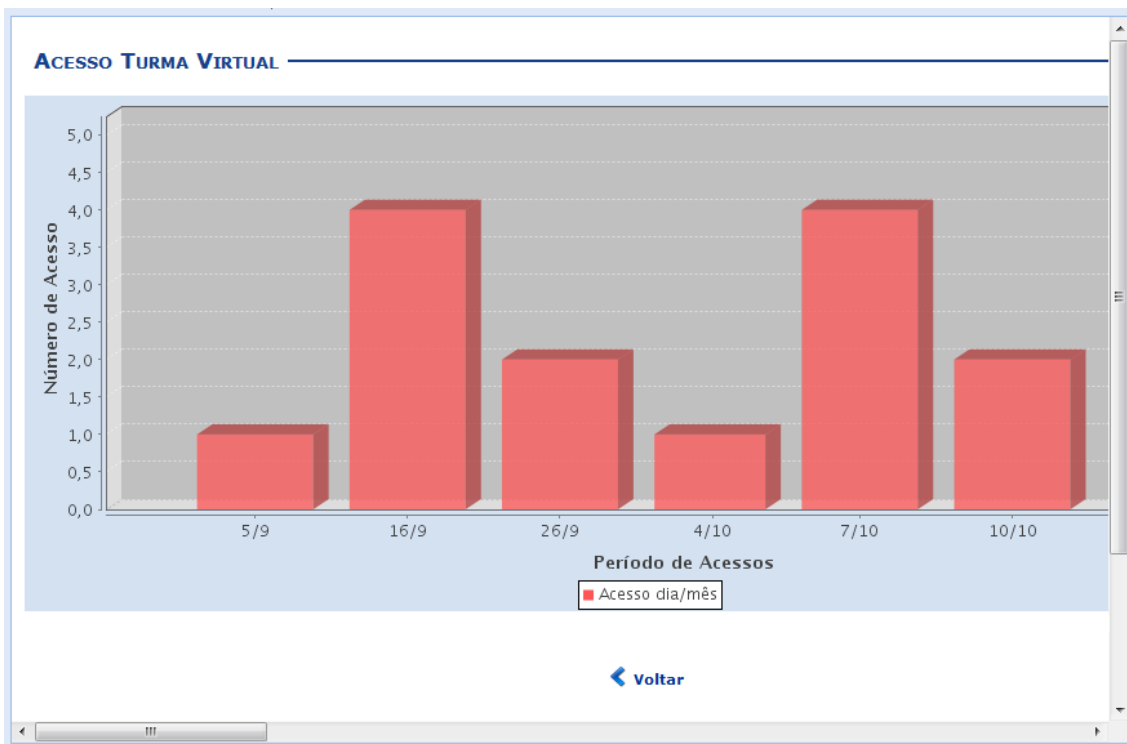 Acesso Turma Virtual
5,0
4,5
4,0
3,5
3,0
2,5
2,0
1,5
1,0
0,5
0,0
Número de Acesso
5/9 16/9 26/9 4/10 7/10 10/10
Período de Acessos
Acesso dia/mês
Voltar